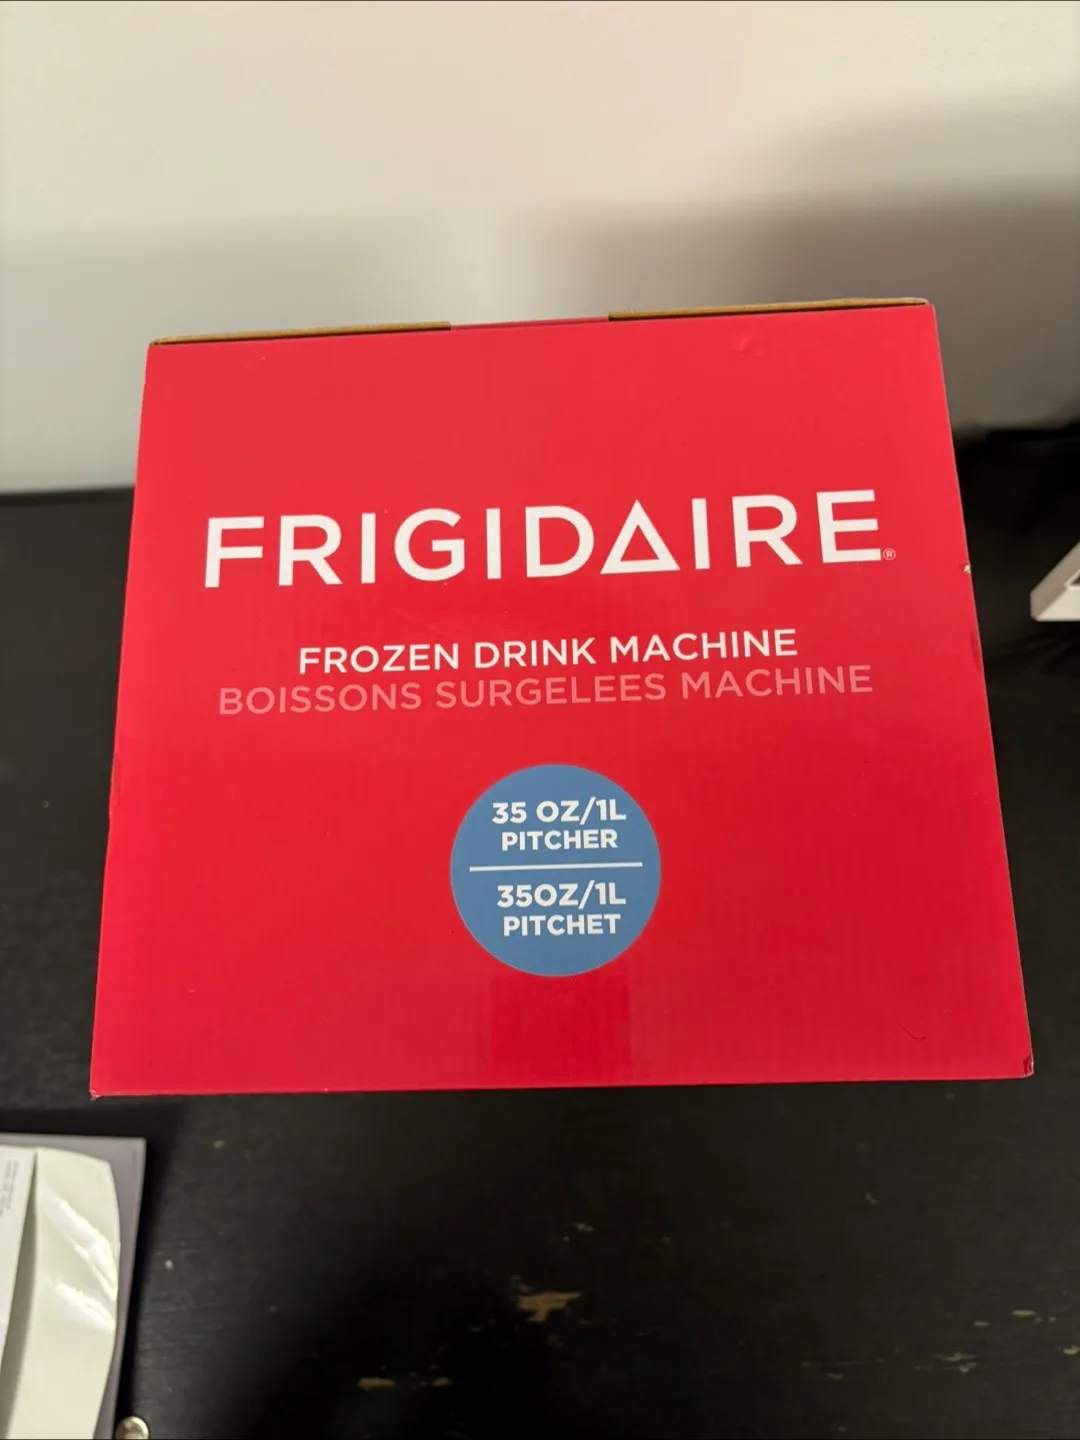 FRIGIDAIRE®
FROZEN DRINK MACHINE
BOISSONS SURGELEES MACHINE
35 OZ/1L
PITCHER
35OZ/1L
PITCHET